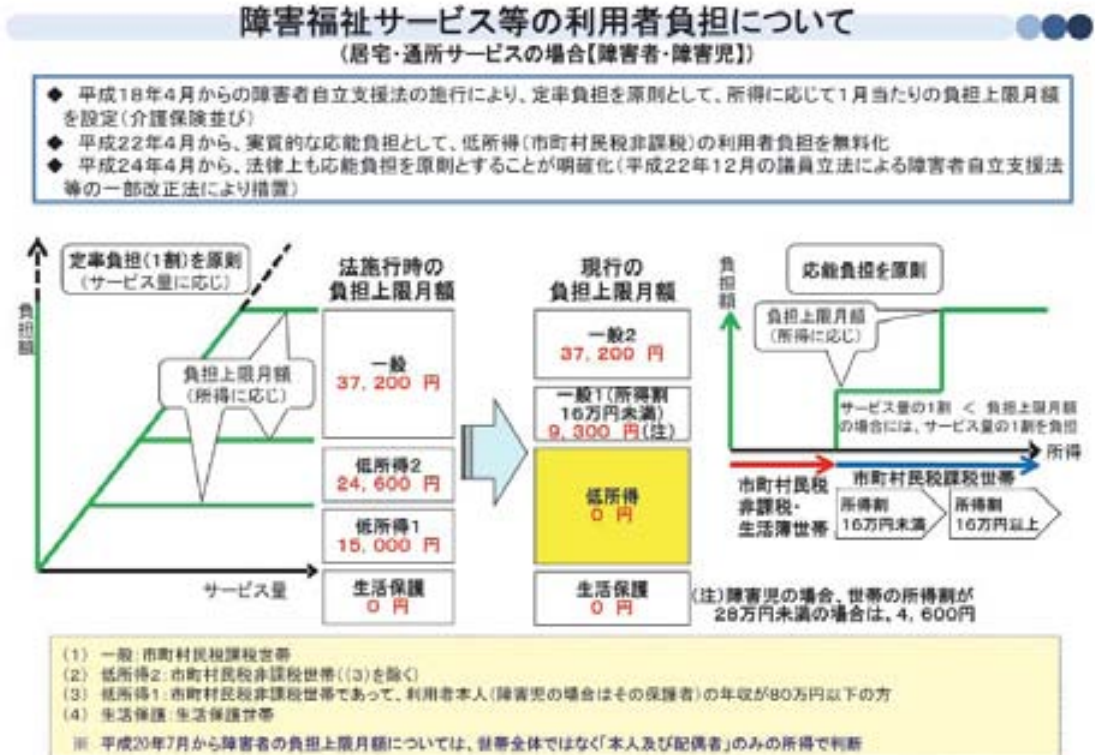 障害福祉サービス等の利用者負担について
(居宅・通所サービスの場合【障害者・障害児】)
◆ 平成18年4月からの障害者自立支援法の施行により、定率負担を原則として、所得に応じて1月当たりの負担上限月額
を設定(介護保険並び)
◆ 平成22年4月から、実質的な応能負担として、低所得(市町村民税非課税)の利用者負担を無料化
◆ 平成24年4月から、法律上も応能負担を原則とすることが明確化(平成22年12月の議員立法による障害者自立支援法
等の一部改正法により措置)
負担額
定率負担(1割)を原則
(サービス量に応じ)
負担上限月額
(所得に応じ)
サービス量
法施行時の
負担上限月額
一般
37,200 円
低所得2
24,600 円
低所得1
15,000 円
生活保護
0 円
現行の
負担上限月額
一般2
37,200 円
一般1(所得割
16万円未満)
9,300 円(注)
低所得
0 円
生活保護
0 円
負担額
応能負担を原則
負担上限月額
(所得に応じ)
サービス量の1割 < 負担上限月額
の場合には、サービス量の1割を負担
所得
市町村民税
非課税・
生活薄世帯
市町村民税課税世帯
所得割
16万円未満
所得割
16万円以上
(注)障害児の場合、世帯の所得割が
28万円未満の場合は、4,600円
(1) 一般:市町村民税課税世帯
(2) 低所得2:市町村民税非課税世帯((3)を除く)
(3) 低所得1:市町村民税非課税世帯であって、利用者本人(障害児の場合はその保護者)の年収が80万円以下の方
(4) 生活保護:生活保護世帯
※ 平成20年7月から障害者の負担上限月額については、世帯全体ではなく「本人及び配偶者」のみの所得で判断